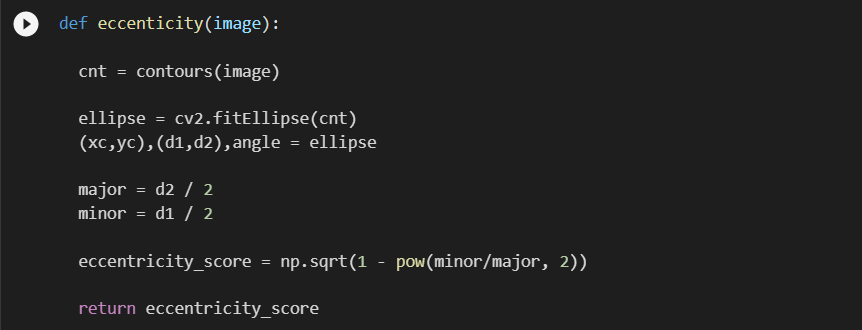 def eccenticity(image):
cnt = contours(image)
ellipse = cv2.fitEllipse(cnt)
(xc,yc),(d1,d2),angle = ellipse
major = d2 / 2
minor = d1 / 2
eccentricity_score = np.sqrt(1 - pow(minor/major, 2))
return eccentricity_score